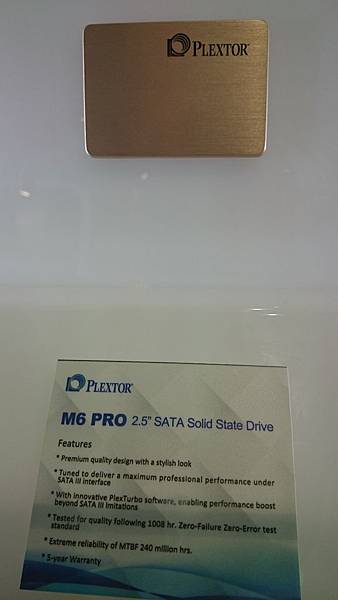 PLEXTOR
PLEXTOR
M6 PRO 2.5" SATA Solid State Drive
Features
* Premium quality design with a stylish look
* Tuned to deliver a maximum professional performance under
SATA III interface
* With innovative PlexTurbo software, enabling performance boost
beyond SATA III lmitations
* Tested for quality following 1008 hr. Zero-Failure Zero-Error test
standard
* Extreme reliability of MTBF 240 million hrs.
* 5-year Warranty